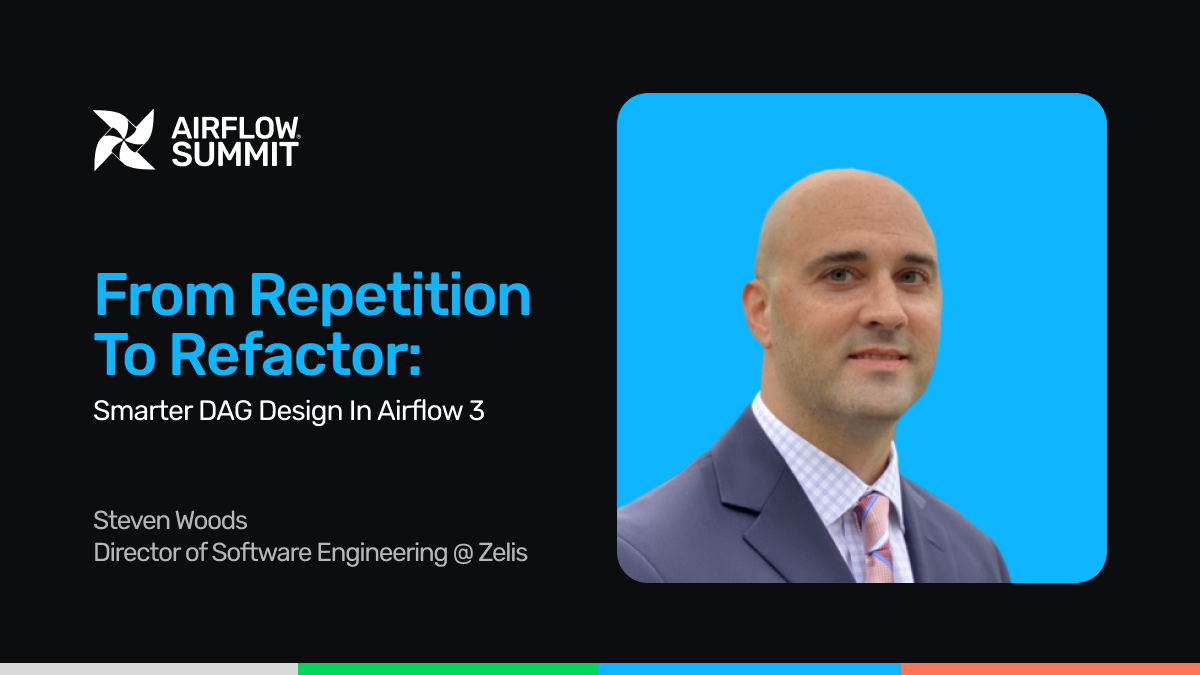 AIRFLOW
SUMMIT
From Repetition
To Refactor:
Smarter DAG Design In Airflow 3
Steven Woods
Director of Software Engineering @ Zelis